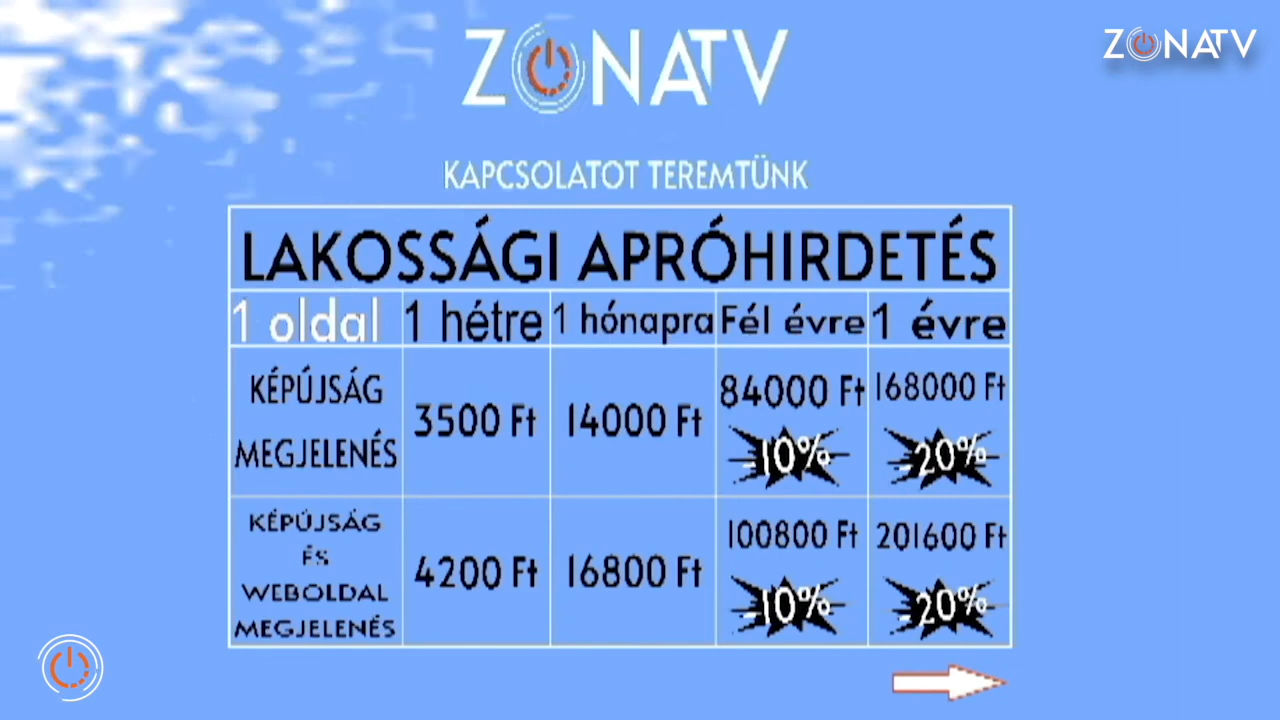 ZONATV
ZONATV
KAPCSOLATOT TEREMTÜNK
LAKOSSÁGI APRÓHIRDETÉS
1 oldal 1 hétre 1 hónapra Fél évre 1 évre
KÉPÚJSÁG
MEGJELENÉS
3500 Ft 14000 Ft 84000 Ft 168000 Ft
-10% -20%
KÉPÚJSÁG
ÉS
WEBOLDAL
MEGJELENÉS
4200 Ft 16800 Ft 100800 Ft 201600 Ft
-10% -20%